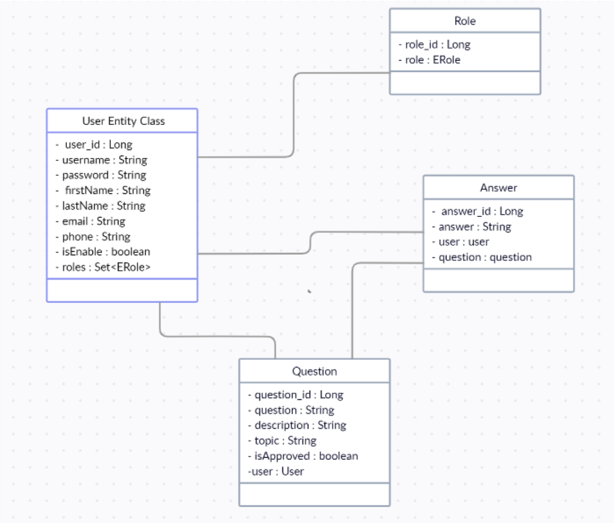 Role
- role_id : Long
- role : ERole
User Entity Class
- user_id : Long
- username : String
- password : String
- firstName : String
- lastName : String
- email : String
- phone : String
- isEnable : boolean
- roles : Set<ERole>
Answer
- answer_id : Long
- answer : String
- user : user
- question : question
Question
- question_id : Long
- question : String
- description : String
- topic : String
- isApproved : boolean
-user : User